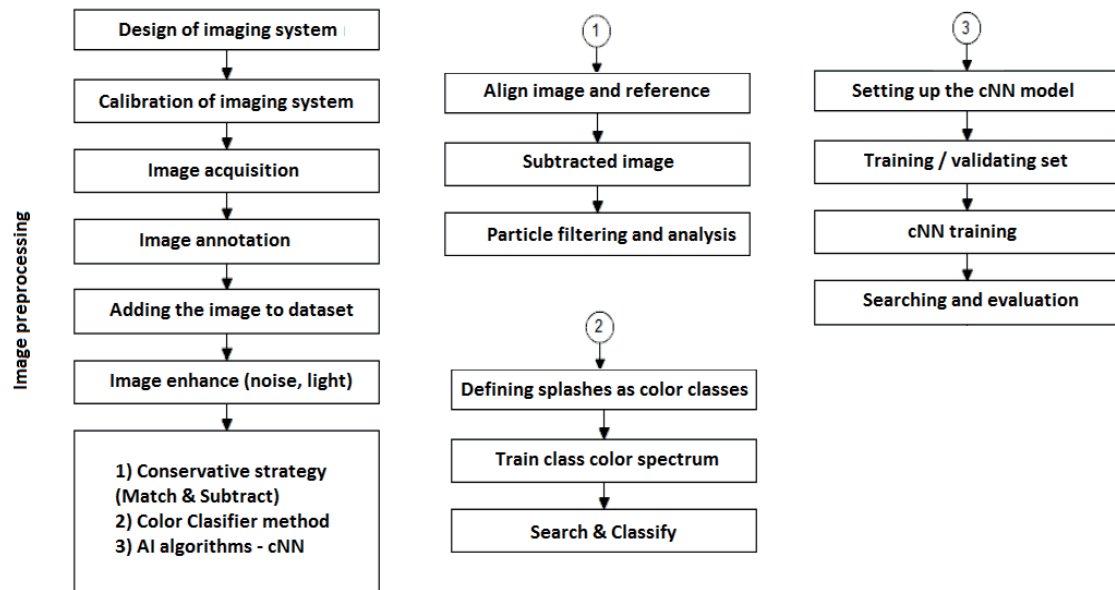 Image preprocessing
Design of imaging system
Calibration of imaging system
Image acquisition
Image annotation
Adding the image to dataset
Image enhance (noise, light)
1) Conservative strategy
(Match & Subtract)
2) Color Clasifier method
3) AI algorithms - cNN
1
Align image and reference
Subtracted image
Particle filtering and analysis
2
Defining splashes as color classes
Train class color spectrum
Search & Classify
3
Setting up the cNN model
Training / validating set
cNN training
Searching and evaluation